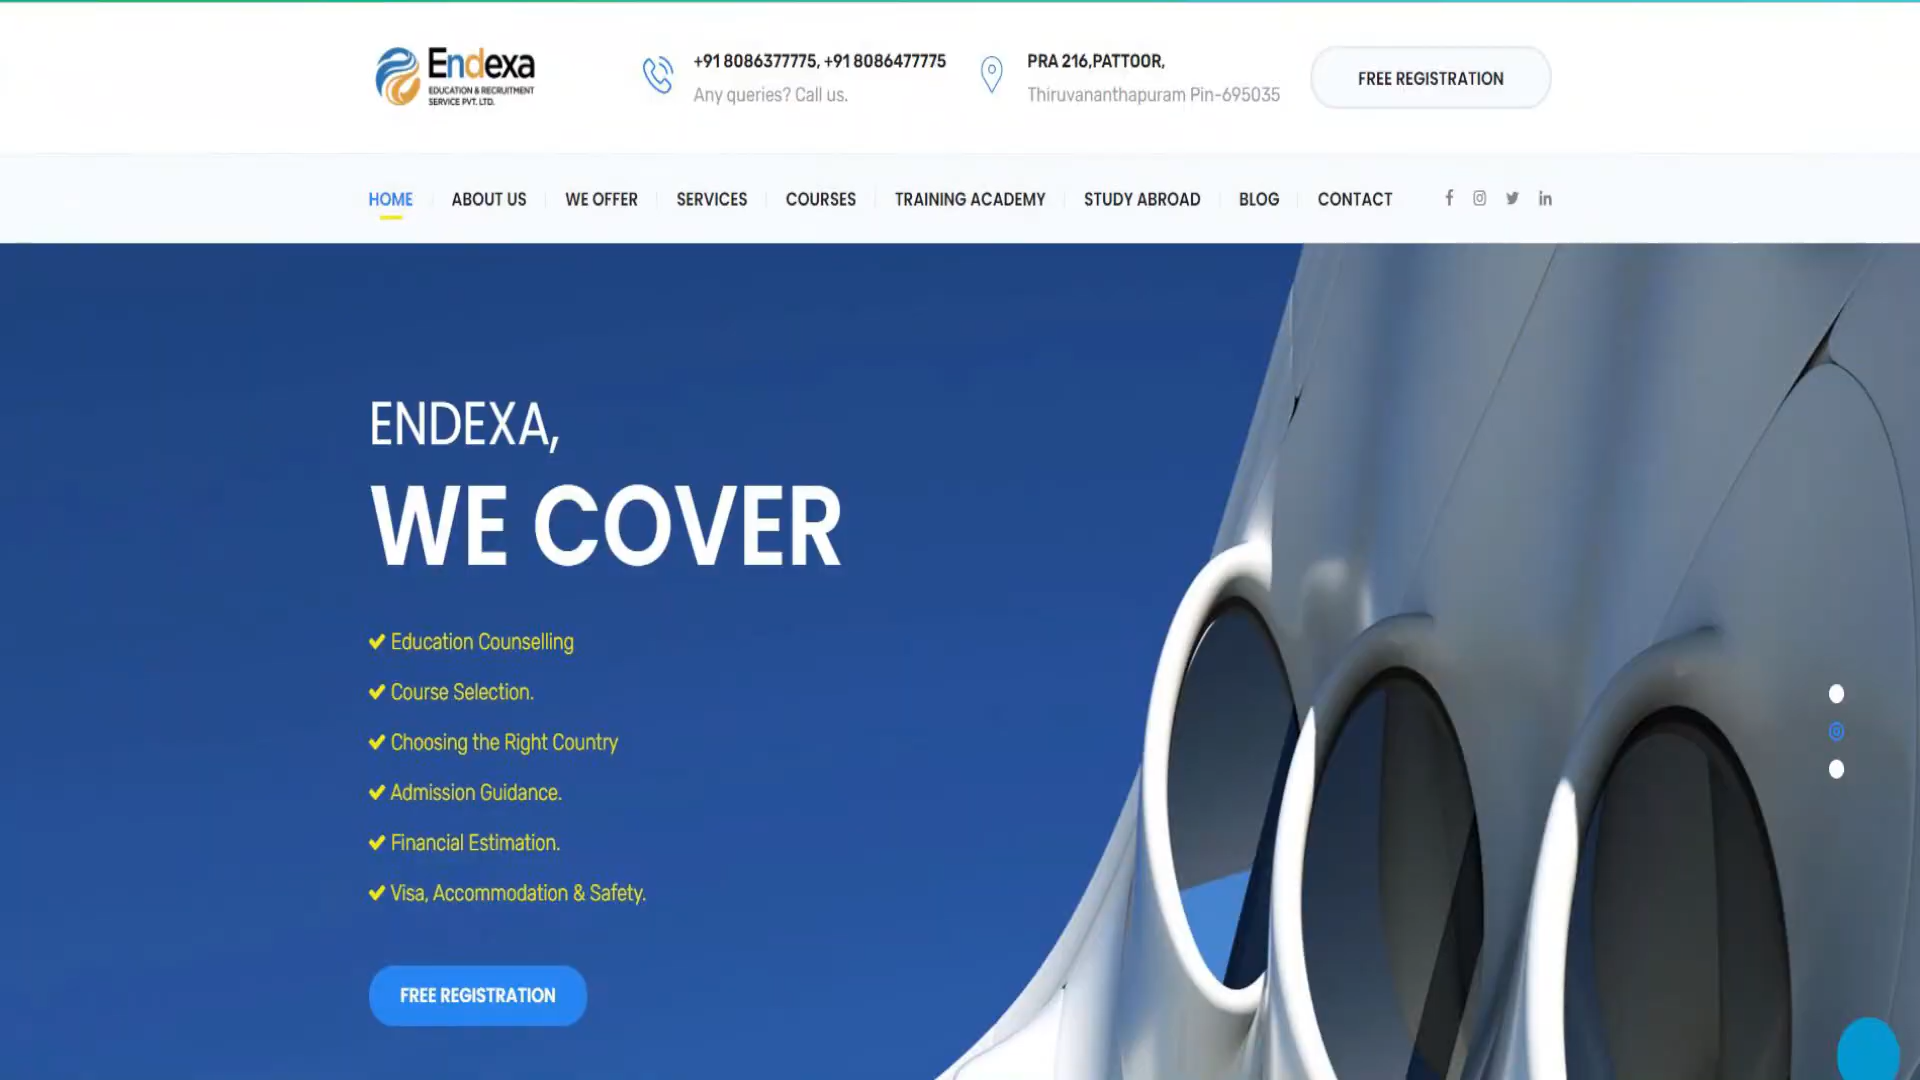 Endexa
EDUCATION & RECRUITMENT
SERVICE PVT. LTD.
+91 8086377775, +91 8086477775
Any queries? Call us.
PRA 216,PATTOOR,
Thiruvananthapuram Pin-695035
FREE REGISTRATION
HOME
ABOUT US
WE OFFER
SERVICES
COURSES
TRAINING ACADEMY
STUDY ABROAD
BLOG
CONTACT
ENDEXA,
WE COVER
Education Counselling
Course Selection.
Choosing the Right Country
Admission Guidance.
Financial Estimation.
Visa, Accommodation & Safety.
FREE REGISTRATION